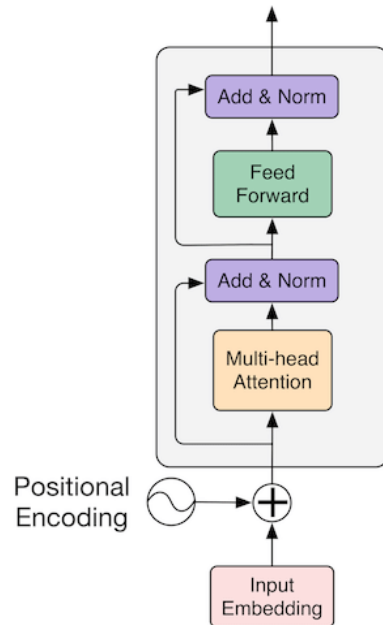 Add & Norm
Feed
Forward
Add & Norm
Multi-head
Attention
Positional
Encoding
Input
Embedding